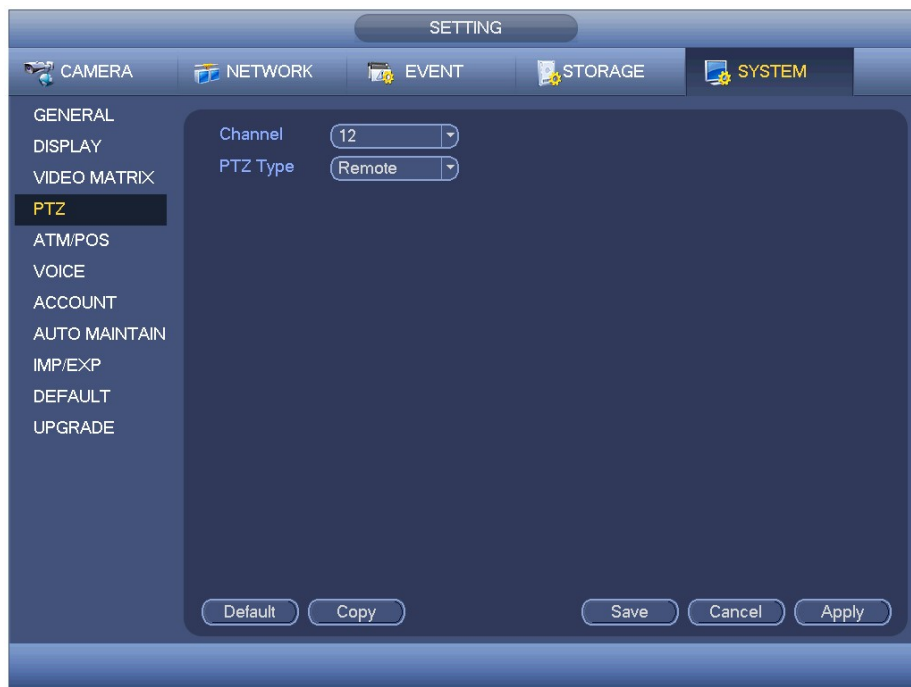 SETTING
CAMERA NETWORK EVENT STORAGE SYSTEM
GENERAL
DISPLAY
VIDEO MATRIX
PTZ
ATM/POS
VOICE
ACCOUNT
AUTO MAINTAIN
IMP/EXP
DEFAULT
UPGRADE
Channel 12
PTZ Type Remote
Default Copy Save Cancel Apply